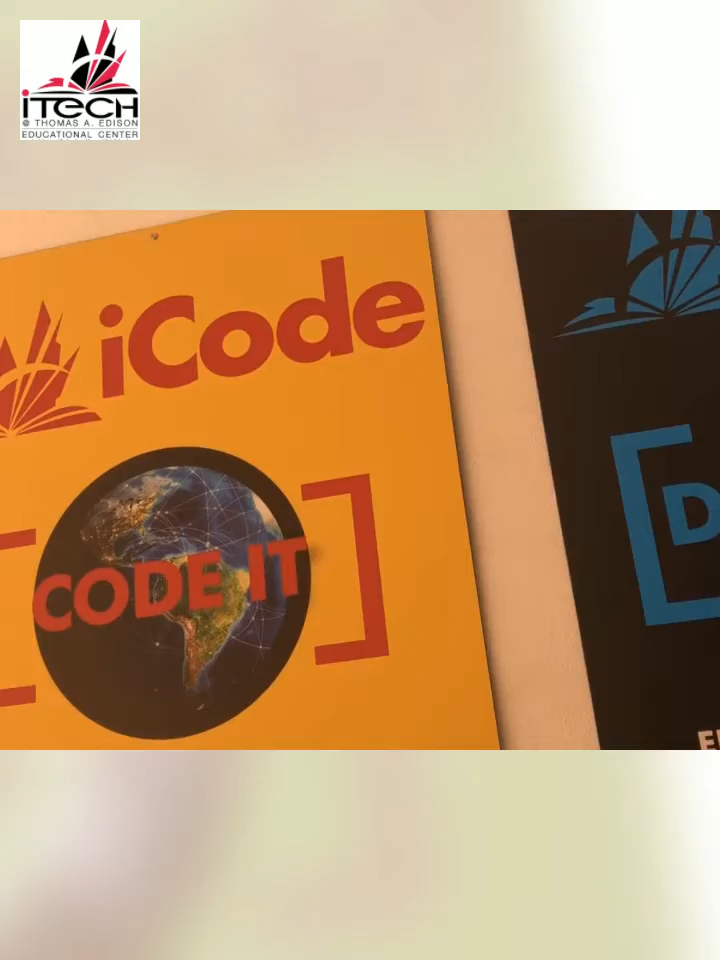 iTECH
@ THOMAS A. EDISON
EDUCATIONAL CENTER
iCode
[CODE IT]
[D